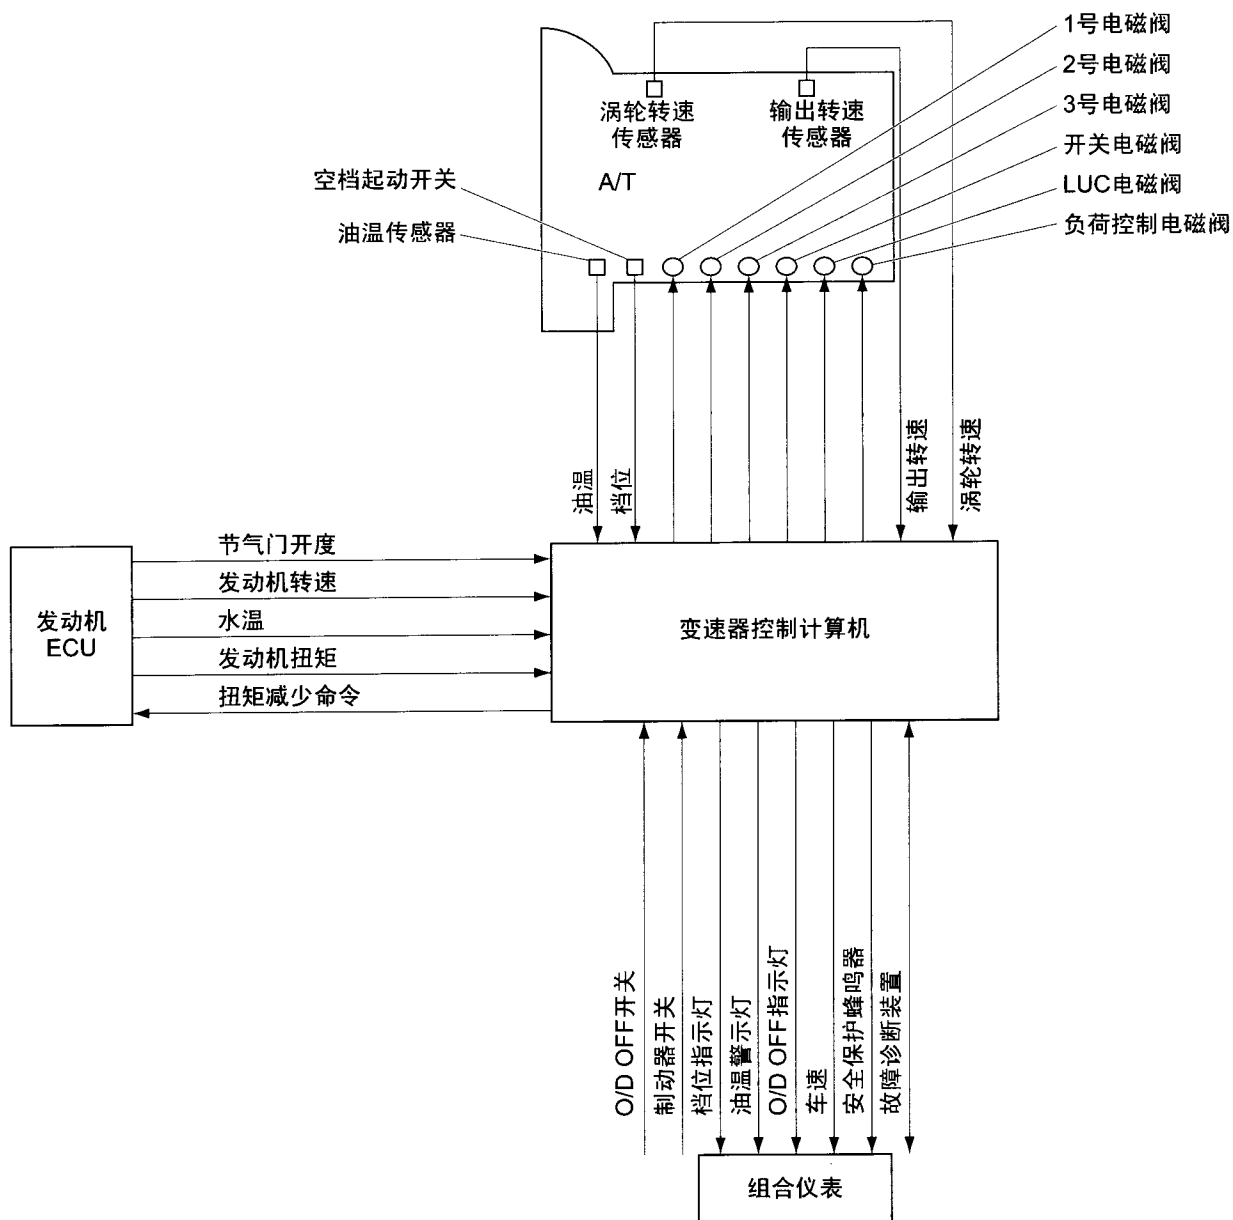 1号电磁阀
2号电磁阀
3号电磁阀
开关电磁阀
LUC电磁阀
负荷控制电磁阀
涡轮转速
传感器
输出转速
传感器
A/T
空档起动开关
油温传感器
油温
档位
输出转速
涡轮转速
节气门开度
发动机转速
水温
发动机扭矩
扭矩减少命令
发动机
ECU
变速器控制计算机
O/D OFF开关
制动器开关
档位指示灯
油温警示灯
O/D OFF指示灯
车速
安全保护蜂鸣器
故障诊断装置
组合仪表